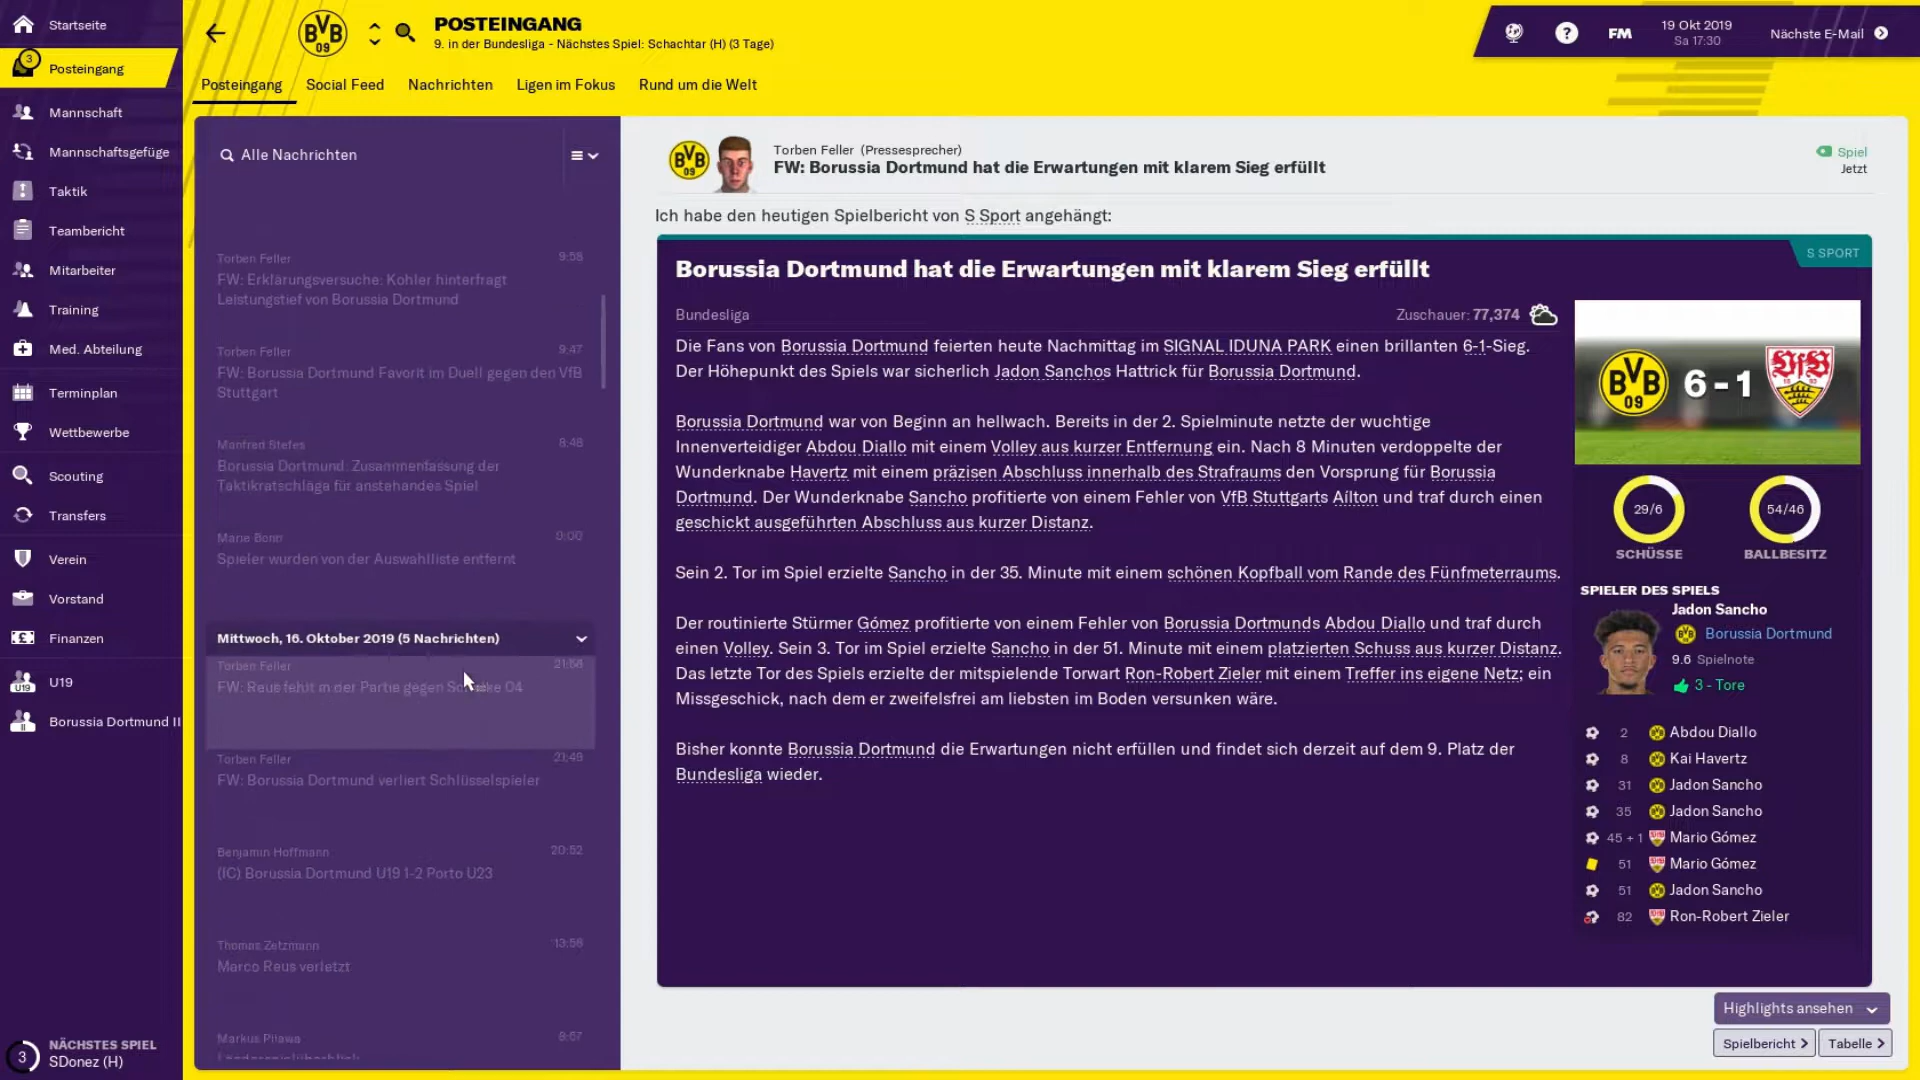 Startseite
3
Posteingang
Mannschaft
Mannschaftsgefüge
Taktik
Teambericht
Mitarbeiter
Training
Med. Abteilung
Terminplan
Wettbewerbe
Scouting
Transfers
Verein
Vorstand
Finanzen
U19
U19
Borussia Dortmund II
3
NÄCHSTES SPIEL
SDonez (H)
BVB
09
POSTEINGANG
9. in der Bundesliga - Nächstes Spiel: Schachtar (H) (3 Tage)
? FM
19 Okt 2019
Sa 17:30
Nächste E-Mail
Posteingang Social Feed Nachrichten Ligen im Fokus Rund um die Welt
Alle Nachrichten
Torben Feller 9:58
FW: Erklärungsversuche: Kohler hinterfragt
Leistungstief von Borussia Dortmund
Torben Feller 9:47
FW: Borussia Dortmund Favorit im Duell gegen den VfB
Stuttgart
Manfred Stefes 8:48
Borussia Dortmund: Zusammenfassung der
Taktikratschläge für anstehendes Spiel
9:00
Spieler wurden von der Auswahlliste entfernt
Mittwoch, 16. Oktober 2019 (5 Nachrichten)
Torben Feller
FW: Reus fehlt in der Partie gegen 04
Torben Feller 21:49
FW: Borussia Dortmund verliert Schlüsselspieler
Benjamin Hoffmann 20:52
(IC) Borussia Dortmund U19 1-2 Porto U23
Thomas Zetzmann 13:58
Marco Reus verletzt
Markus Pilawa 8:57
BVB
09
Torben Feller (Pressesprecher)
FW: Borussia Dortmund hat die Erwartungen mit klarem Sieg erfüllt
Spiel
Jetzt
Ich habe den heutigen Spielbericht von S Sport angehängt:
S SPORT
Borussia Dortmund hat die Erwartungen mit klarem Sieg erfüllt
Bundesliga Zuschauer: 77,374
Die Fans von Borussia Dortmund feierten heute Nachmittag im SIGNAL IDUNA PARK einen brillanten 6-1-Sieg.
Der Höhepunkt des Spiels war sicherlich Jadon Sanchos Hattrick für Borussia Dortmund.
Borussia Dortmund war von Beginn an hellwach. Bereits in der 2. Spielminute netzte der wuchtige
Innenverteidiger Abdou Diallo mit einem Volley aus kurzer Entfernung ein. Nach 8 Minuten verdoppelte der
Wunderknabe Havertz mit einem präzisen Abschluss innerhalb des Strafraums den Vorsprung für Borussia
Dortmund. Der Wunderknabe Sancho profitierte von einem Fehler von VfB Stuttgarts Aílton und traf durch einen
geschickt ausgeführten Abschluss aus kurzer Distanz.
Sein 2. Tor im Spiel erzielte Sancho in der 35. Minute mit einem schönen Kopfball vom Rande des Fünfmeterraums.
Der routinierte Stürmer Gómez profitierte von einem Fehler von Borussia Dortmunds Abdou Diallo und traf durch
einen Volley. Sein 3. Tor im Spiel erzielte Sancho in der 51. Minute mit einem platzierten Schuss aus kurzer Distanz.
Das letzte Tor des Spiels erzielte der mitspielende Torwart Ron-Robert Zieler mit einem Treffer ins eigene Netz; ein
Missgeschick, nach dem er zweifelsfrei am liebsten im Boden versunken wäre.
Bisher konnte Borussia Dortmund die Erwartungen nicht erfüllen und findet sich derzeit auf dem 9. Platz der
Bundesliga wieder.
BVB
09
6 - 1
29/6 54/46
SCHÜSSE BALLBESITZ
SPIELER DES SPIELS
Jadon Sancho
Borussia Dortmund
9.6 Spielnote
3 - Tore
2 Abdou Diallo
8 Kai Havertz
31 Jadon Sancho
35 Jadon Sancho
45 + 1 Mario Gómez
51 Mario Gómez
51 Jadon Sancho
82 Ron-Robert Zieler
Highlights ansehen
Spielbericht
Tabelle